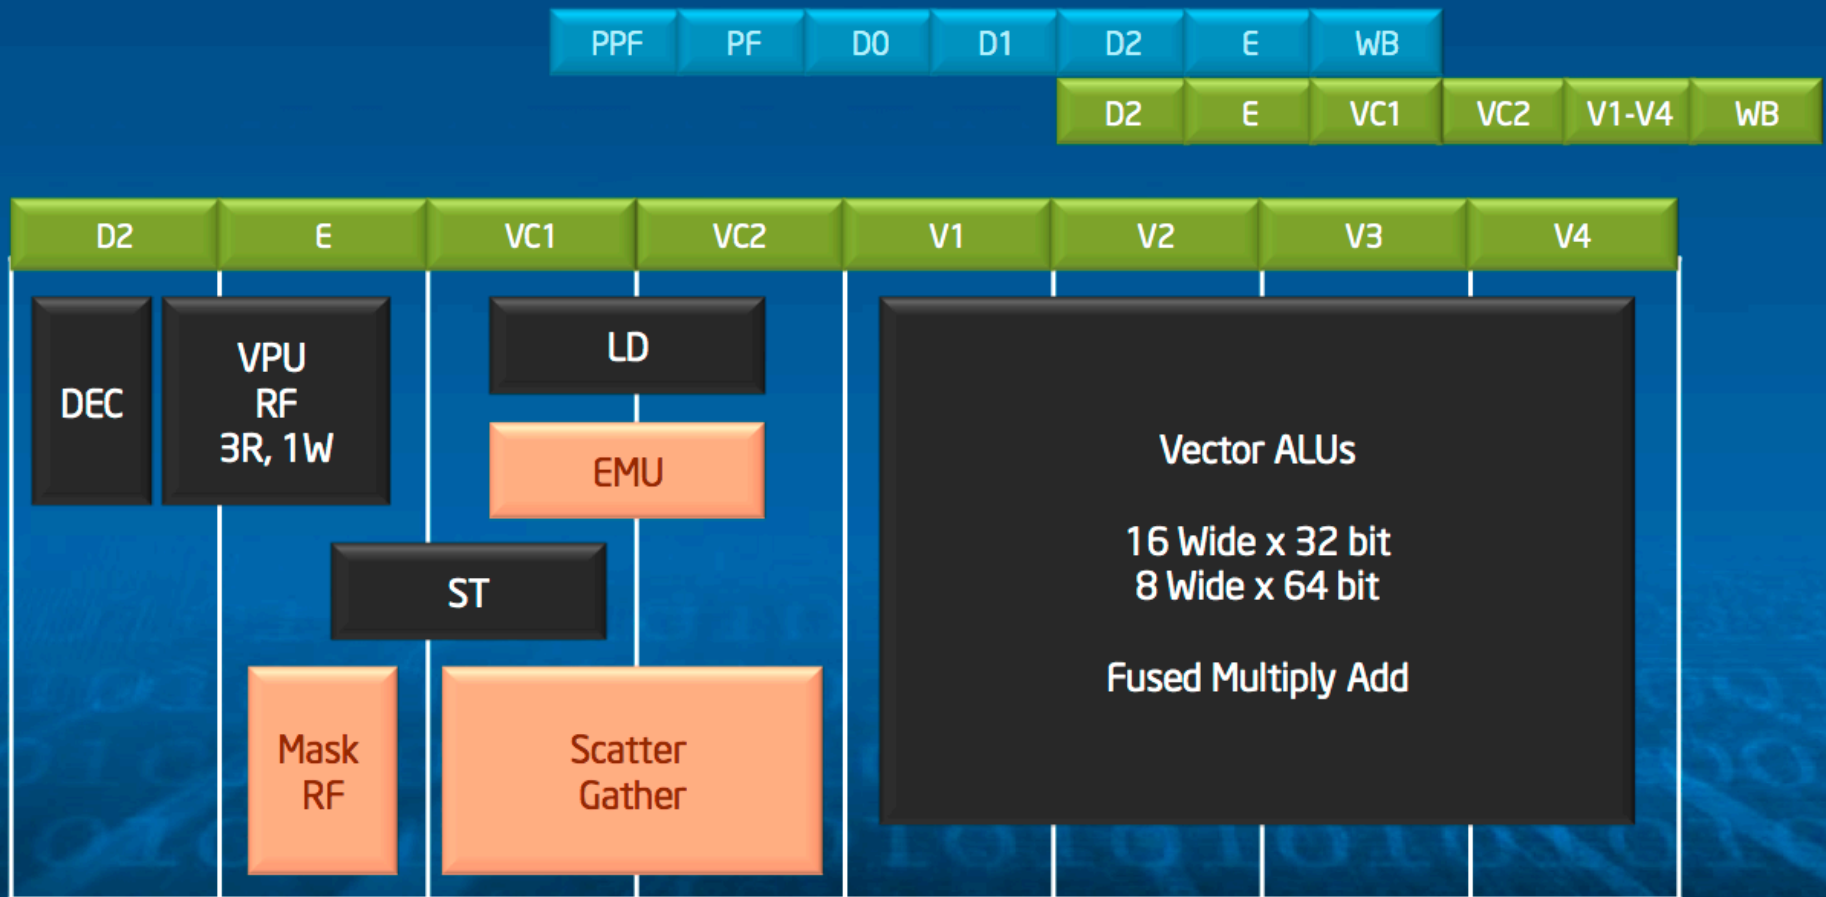 PPF PF D0 D1 D2 E WB
D2 E VC1 VC2 V1-V4 WB
D2 E VC1 VC2 V1 V2 V3 V4
DEC
VPU
RF
3R, 1W
LD
EMU
ST
Mask
RF
Scatter
Gather
Vector ALUs
16 Wide x 32 bit
8 Wide x 64 bit
Fused Multiply Add